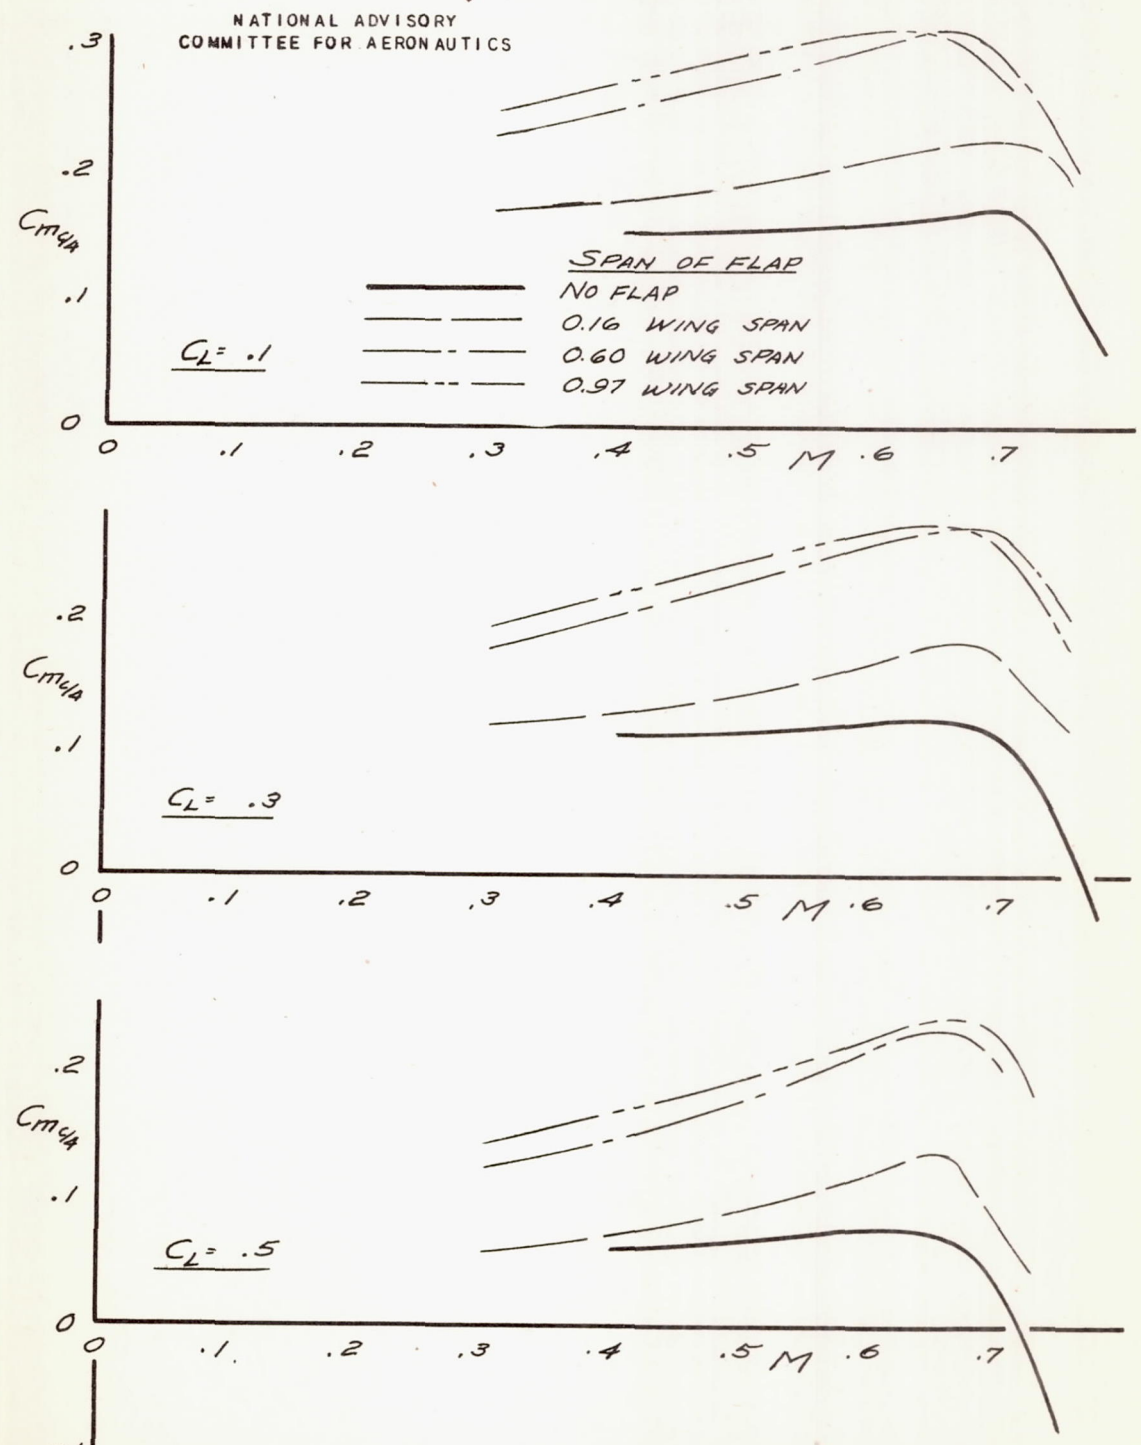 NATIONAL ADVISORY
COMMITTEE FOR AERONAUTICS
.3
.2
Cmc/4
.1
0
SPAN OF FLAP
NO FLAP
0.16 WING SPAN
0.60 WING SPAN
0.97 WING SPAN
CL= .1
0 .1 .2 .3 .4 .5 M .6 .7
.2
Cmc/4
.1
CL= .3
0
0 .1 .2 .3 .4 .5 M .6 .7
.2
Cmc/4
.1
CL= .5
0
0 .1 .2 .3 .4 .5 M .6 .7